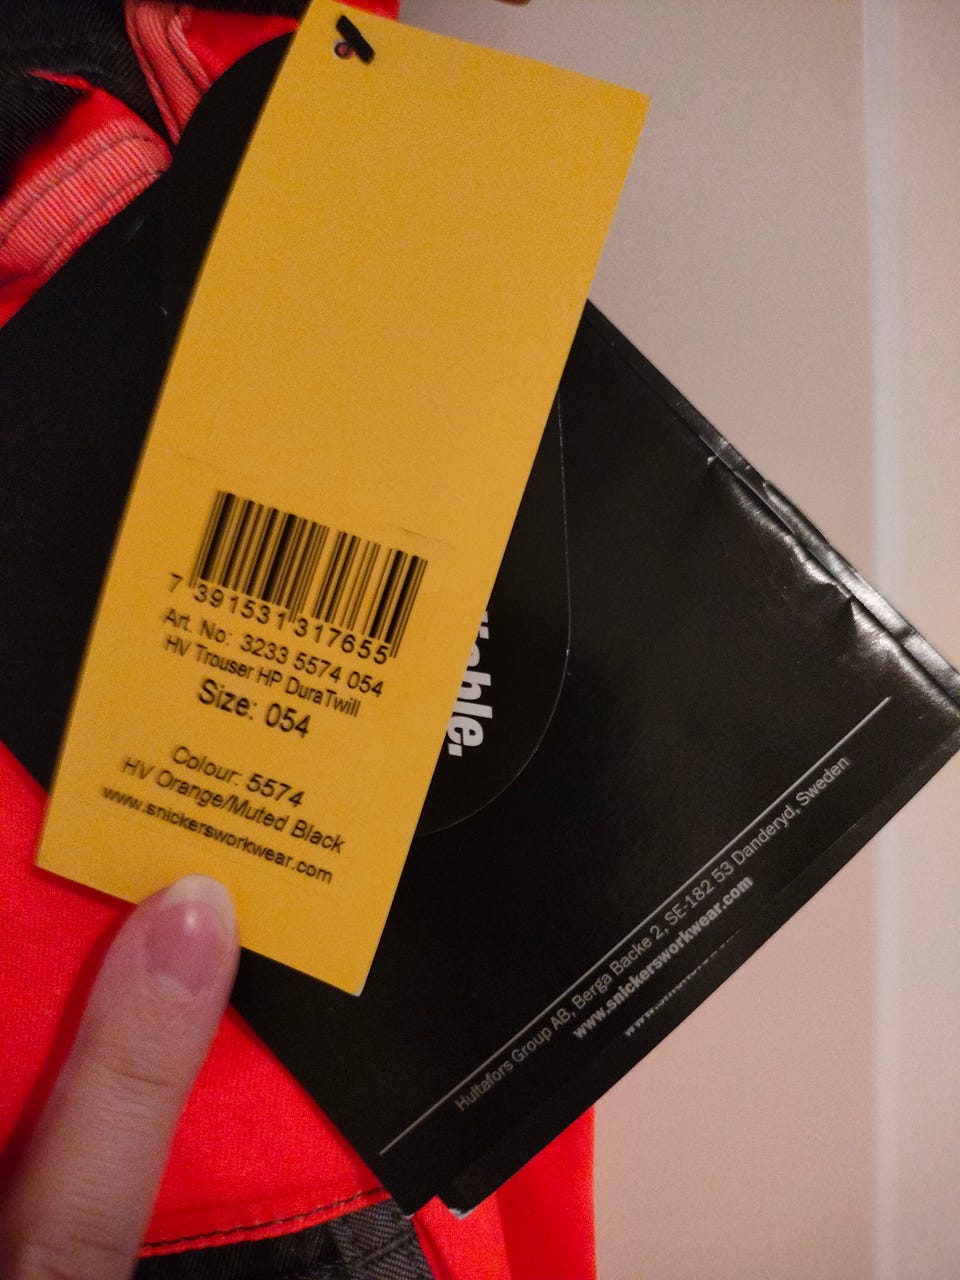 7 391531 317655
Art. No: 3233 5574 054
HV Trouser HP DuraTwill
Size: 054
Colour: 5574
HV Orange/Muted Black
www.snickersworkwear.com
Hultafors Group AB, Berga Backe 2, SE-182 53 Danderyd, Sweden
www.snickersworkwear.com